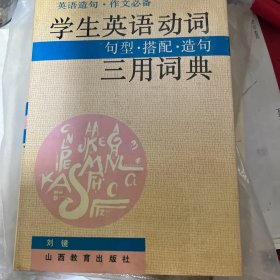 英语造句·作文必备
学生英语动词
句型·搭配·造句
三用词典
刘镜
山西教育出版社